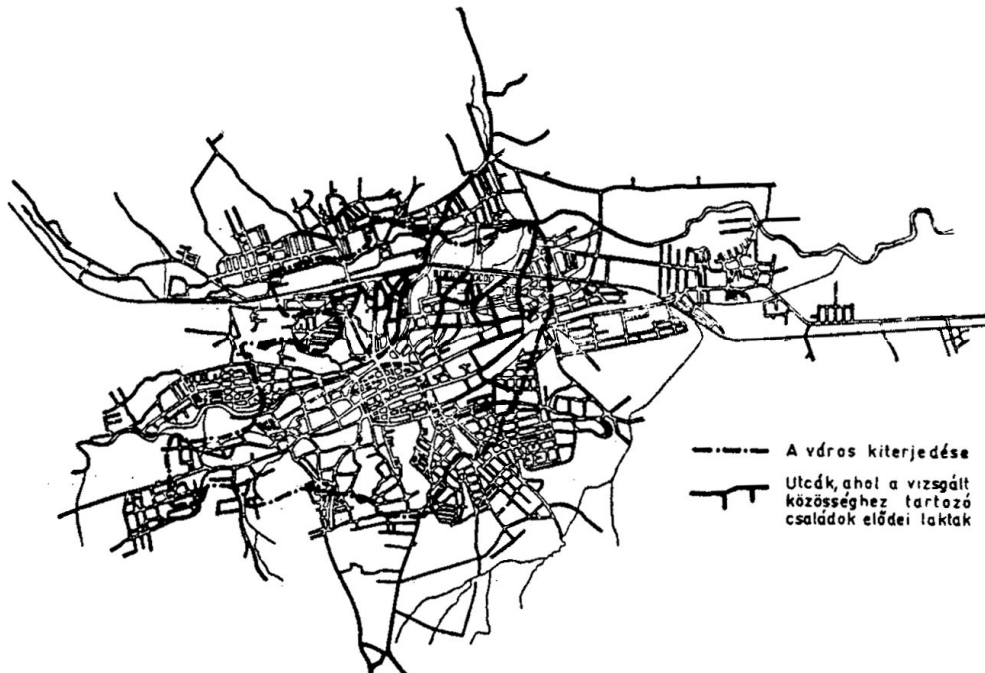 A város kiterjedése
Utcák, ahol a vizsgált
közösséghez tartozó
családok elődei laktak